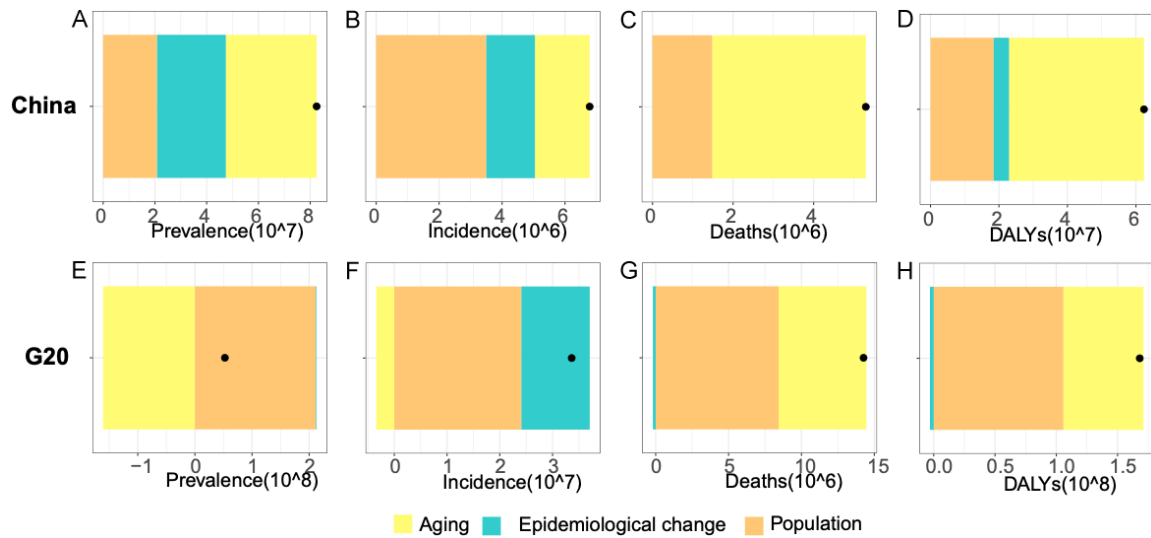 A B C D
China
0 2 4 6 8 0 2 4 6 0 2 4 0 2 4 6
Prevalence(10^7) Incidence(10^6) Deaths(10^6) DALYs(10^7)
E F G H
G20
−1 0 1 2 0 1 2 3 0 5 10 15 0.0 0.5 1.0 1.5
Prevalence(10^8) Incidence(10^7) Deaths(10^6) DALYs(10^8)
Aging Epidemiological change Population